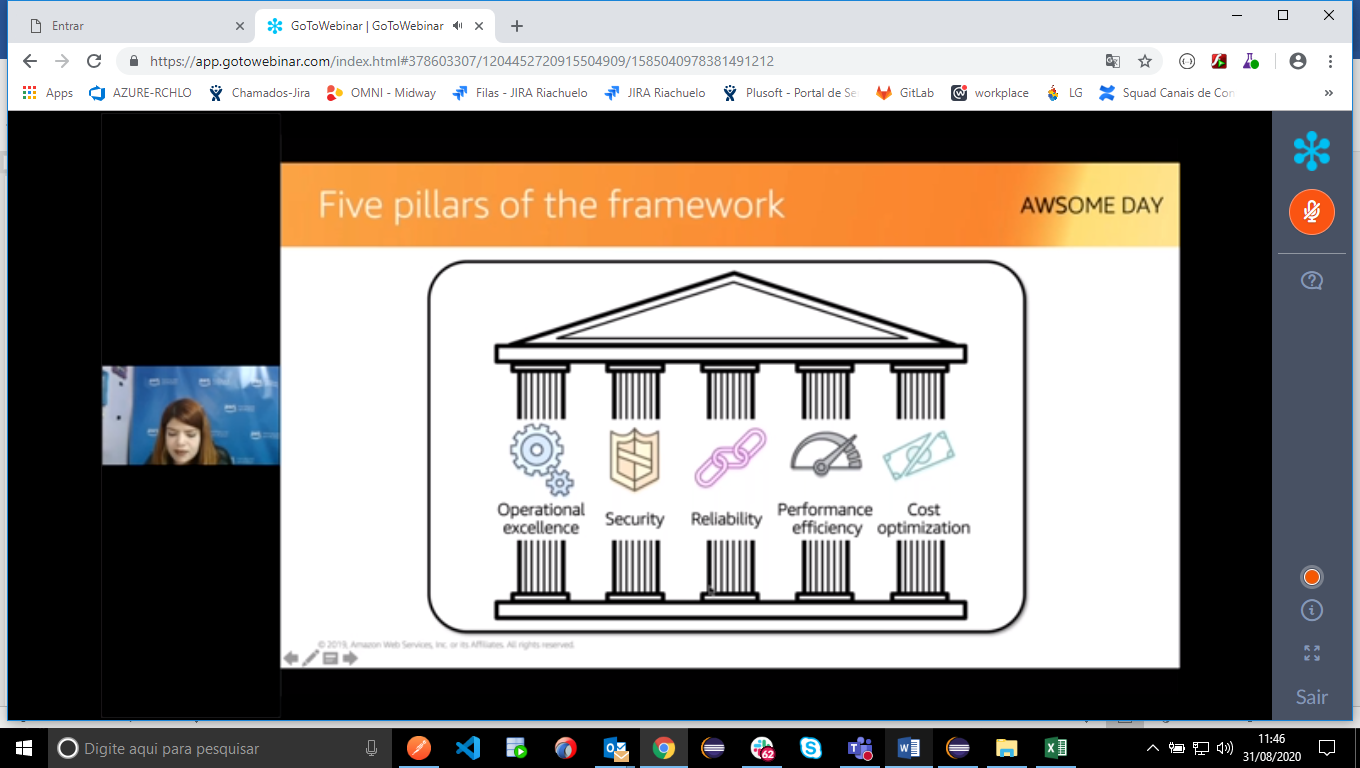 Entrar
GoToWebinar | GoToWebinar
https://app.gotowebinar.com/index.html#378603307/1204452720915504909/1585040978381491212
Apps AZURE-RCHLO Chamados-Jira OMNI - Midway Filas - JIRA Riachuelo JIRA Riachuelo Plusoft - Portal de Se GitLab workplace LG Squad Canais de Con »
Five pillars of the framework
AWSOME DAY
Operational
excellence
Security
Reliability
Performance
efficiency
Cost
optimization
© 2019, Amazon Web Services, Inc. or its Affiliates. All rights reserved.
Sair
Digite aqui para pesquisar
62
11:46
31/08/2020